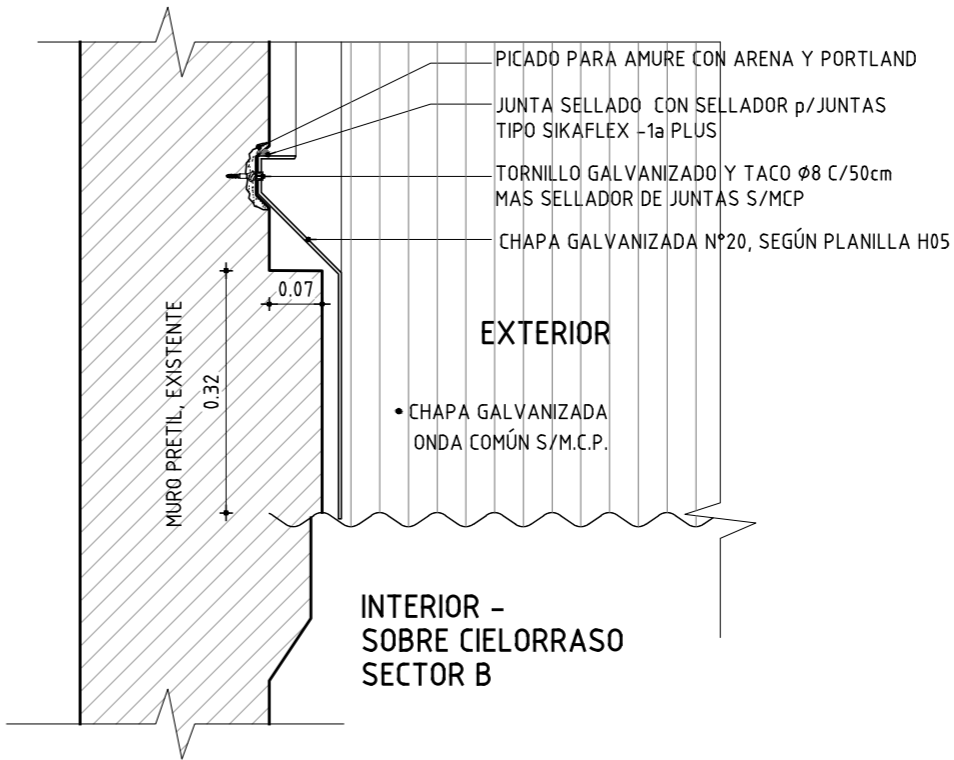 PICADO PARA AMURE CON ARENA Y PORTLAND
JUNTA SELLADO CON SELLADOR p/JUNTAS
TIPO SIKAFLEX -1a PLUS
TORNILLO GALVANIZADO Y TACO Ø8 C/50cm
MAS SELLADOR DE JUNTAS S/MCP
CHAPA GALVANIZADA N°20, SEGÚN PLANILLA H05
0.07
MURO PRETIL, EXISTENTE
0.32
EXTERIOR
• CHAPA GALVANIZADA
ONDA COMÚN S/M.C.P.
INTERIOR -
SOBRE CIELORRASO
SECTOR B